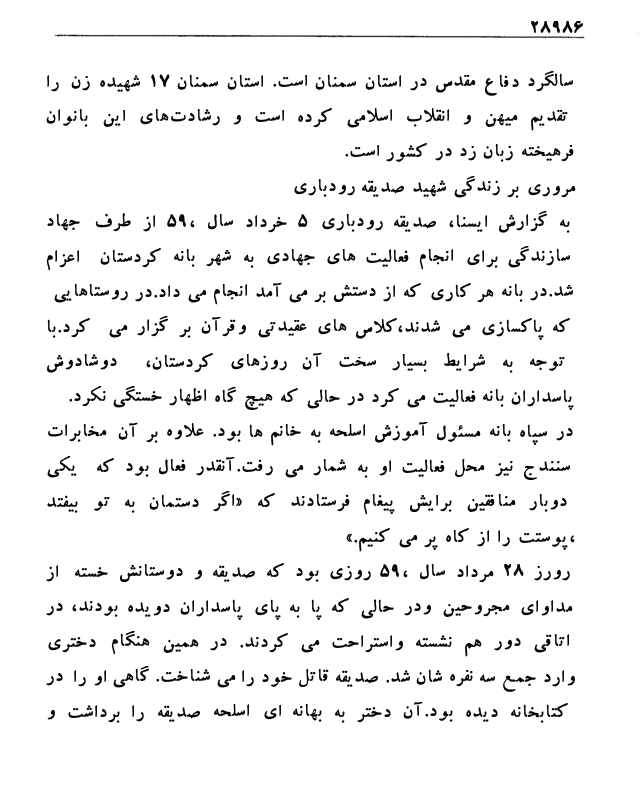 ۲۸۹۸۶
سالگرد دفاع مقدس در استان سمنان است. استان سمنان ۱۷ شهیده زن را
تقدیم میهن و انقلاب اسلامی کرده است و رشادت‌های این بانوان
فرهیخته زبان زد در کشور است.
مروری بر زندگی شهید صدیقه رودباری
به گزارش ایسنا، صدیقه رودباری ۵ خرداد سال ،۵۹ از طرف جهاد
سازندگی برای انجام فعالیت های جهادی به شهر بانه کردستان اعزام
شد.در بانه هر کاری که از دستش بر می آمد انجام می داد.در روستاهایی
که پاکسازی می شدند،کلاس های عقیدتی وقرآن بر گزار می کرد.با
توجه به شرایط بسیار سخت آن روزهای کردستان، دوشادوش
پاسداران بانه فعالیت می کرد در حالی که هیچ گاه اظهار خستگی نکرد.
در سپاه بانه مسئول آموزش اسلحه به خانم ها بود. علاوه بر آن مخابرات
سنندج نیز محل فعالیت او به شمار می رفت.آنقدر فعال بود که یکی
دوبار منافقین برایش پیغام فرستادند که «اگر دستمان به تو بیفتد
،پوستت را از کاه پر می کنیم.»
رورز ۲۸ مرداد سال ،۵۹ روزی بود که صدیقه و دوستانش خسته از
مداوای مجروحین ودر حالی که پا به پای پاسداران دویده بودند، در
اتاقی دور هم نشسته واستراحت می کردند. در همین هنگام دختری
وارد جمع سه نفره شان شد. صدیقه قاتل خود را می شناخت. گاهی او را در
کتابخانه دیده بود.آن دختر به بهانه ای اسلحه صدیقه را برداشت و